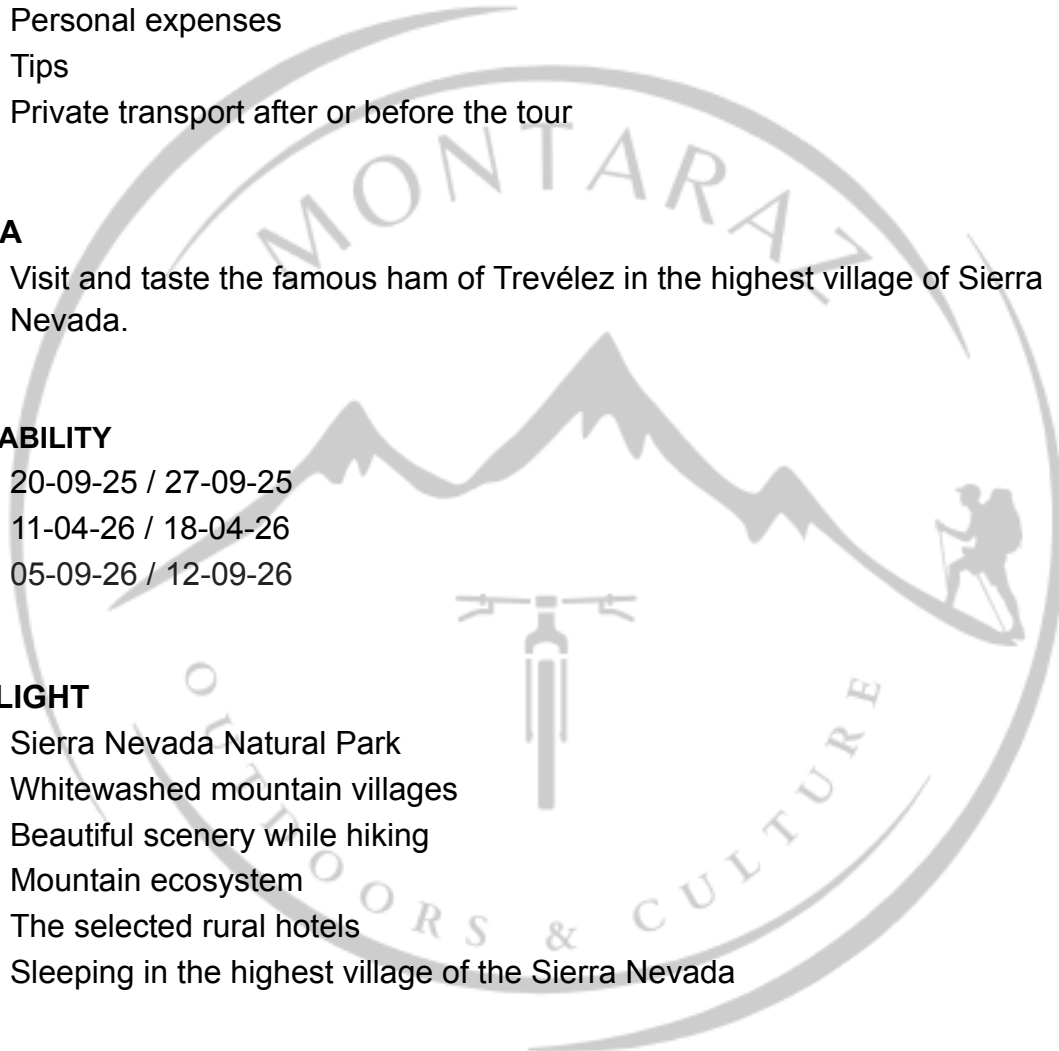 Personal expenses
Tips
Private transport after or before the tour
MONTARAZ
A
Visit and taste the famous ham of Trevélez in the highest village of Sierra
Nevada.
ABILITY
20-09-25 / 27-09-25
11-04-26 / 18-04-26
05-09-26 / 12-09-26
LIGHT
Sierra Nevada Natural Park
Whitewashed mountain villages
Beautiful scenery while hiking
Mountain ecosystem
The selected rural hotels
Sleeping in the highest village of the Sierra Nevada
OUTDOORS & CULTURE